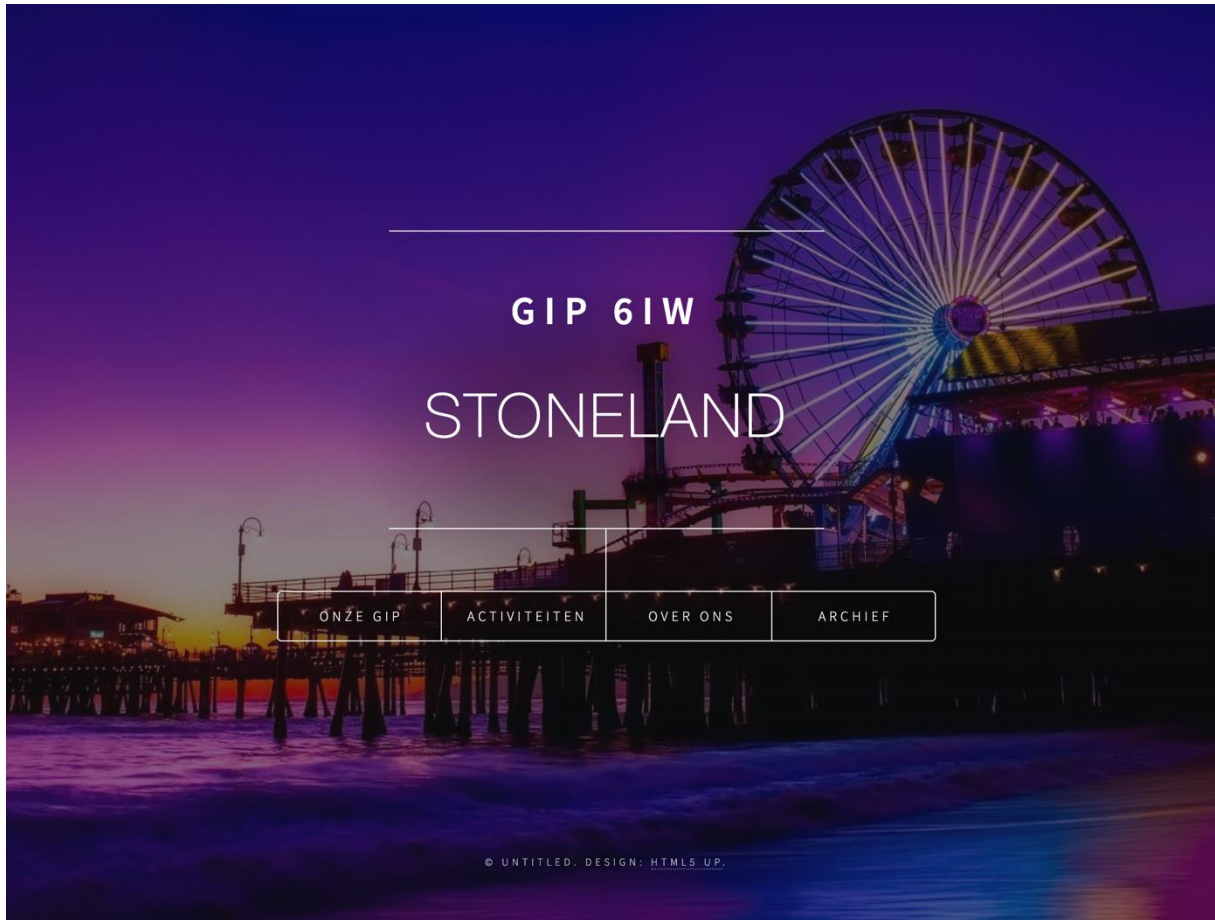 GIP 6IW
STONELAND
ONZE GIP
ACTIVITEITEN
OVER ONS
ARCHIEF
© UNTITLED. DESIGN: HTML5 UP.